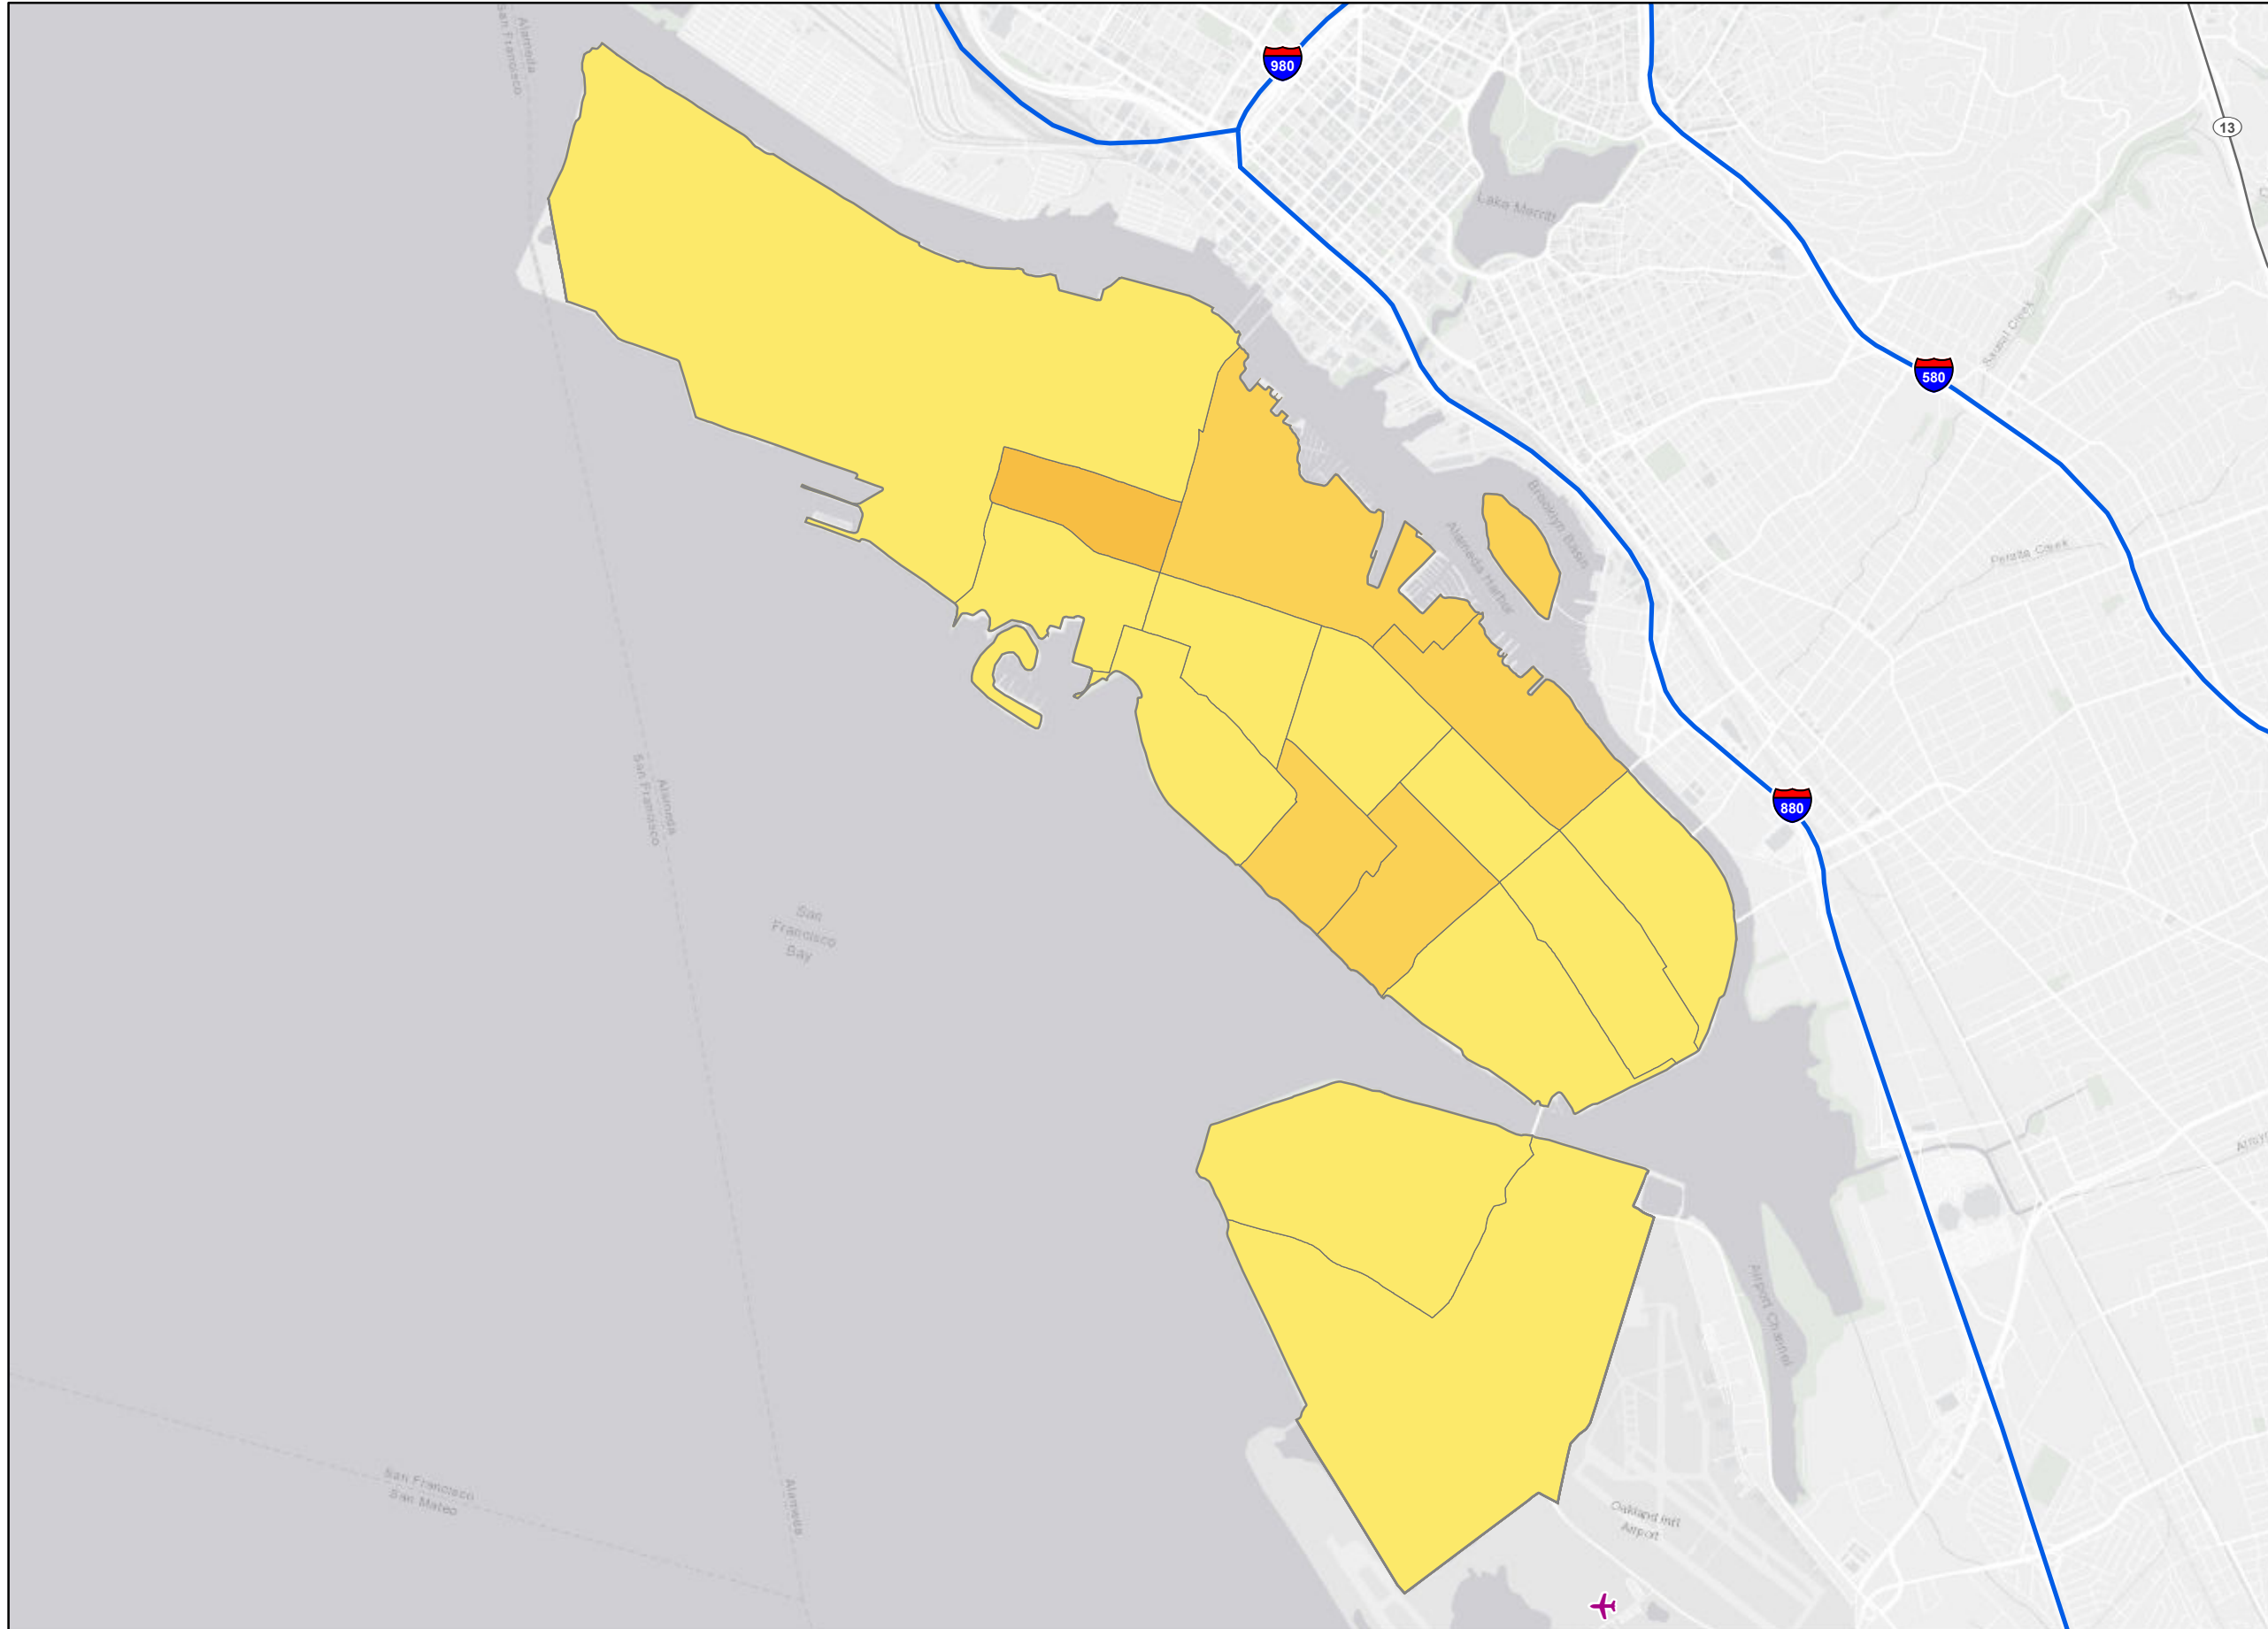 Alameda
San Francisco
980
13
Lake Merritt
Sausal Creek
580
Brooklyn Basin
Alameda Harbor
Peralta Creek
Alameda
San Francisco
880
San
Francisco
Bay
Airport Channel
San Francisco
San Mateo
Alameda
Oakland Intl
Airport